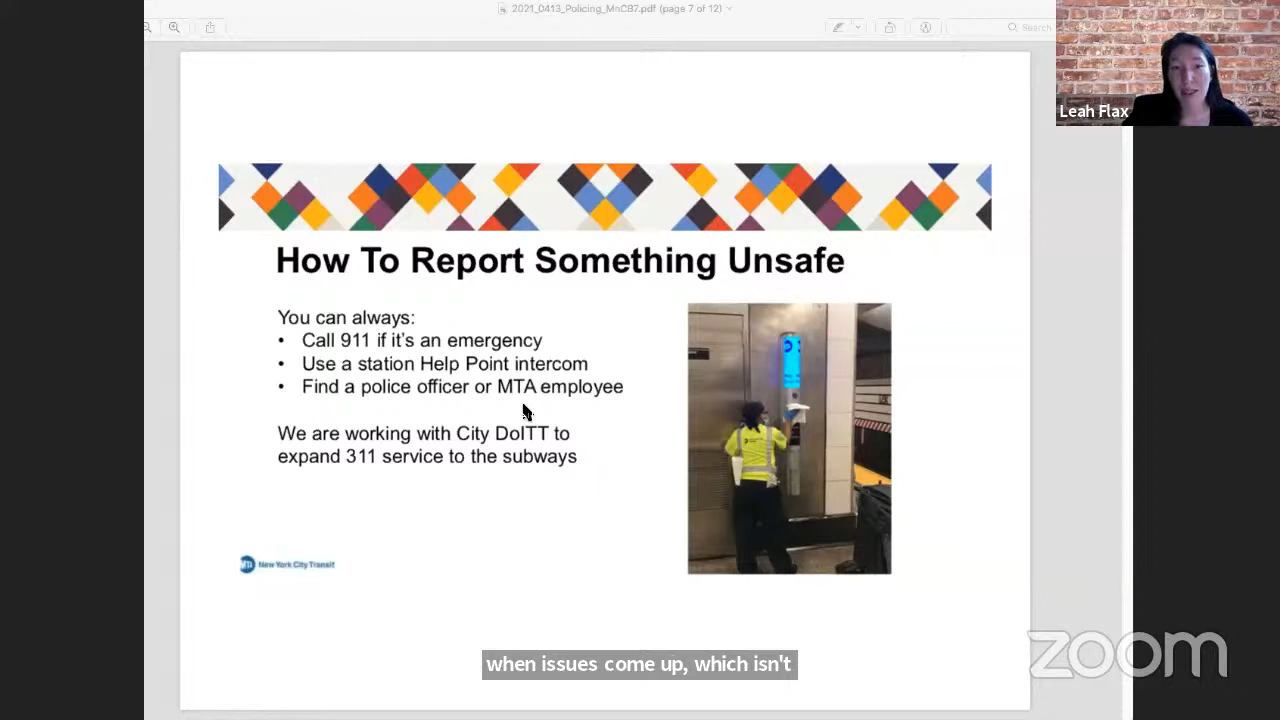 2021_0413_Policing_MnCB7.pdf (page 7 of 12)
Search
Leah Flax
How To Report Something Unsafe
You can always:
• Call 911 if it's an emergency
• Use a station Help Point intercom
• Find a police officer or MTA employee
We are working with City DoITT to
expand 311 service to the subways
MTA New York City Transit
when issues come up, which isn't
zoom